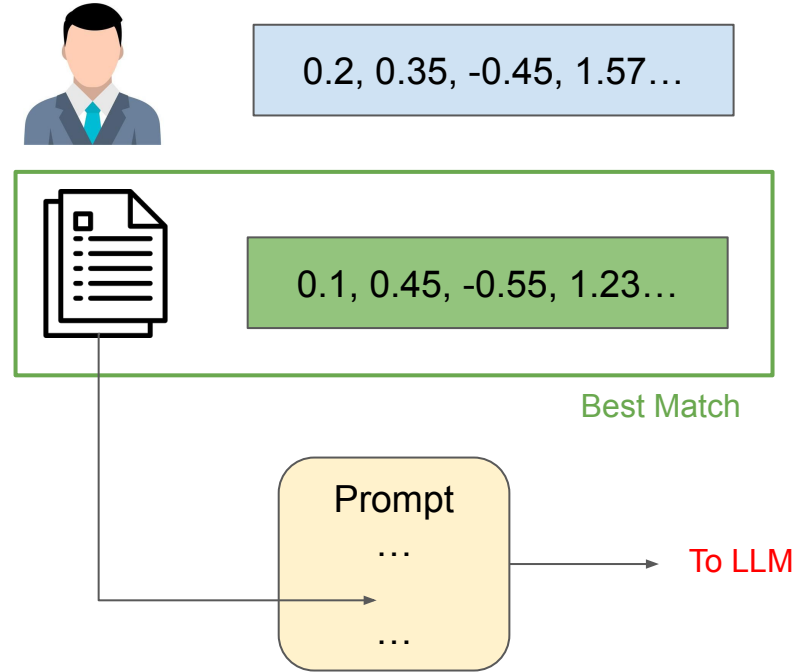 0.2, 0.35, -0.45, 1.57…
0.1, 0.45, -0.55, 1.23…
Best Match
Prompt
…
…
To LLM